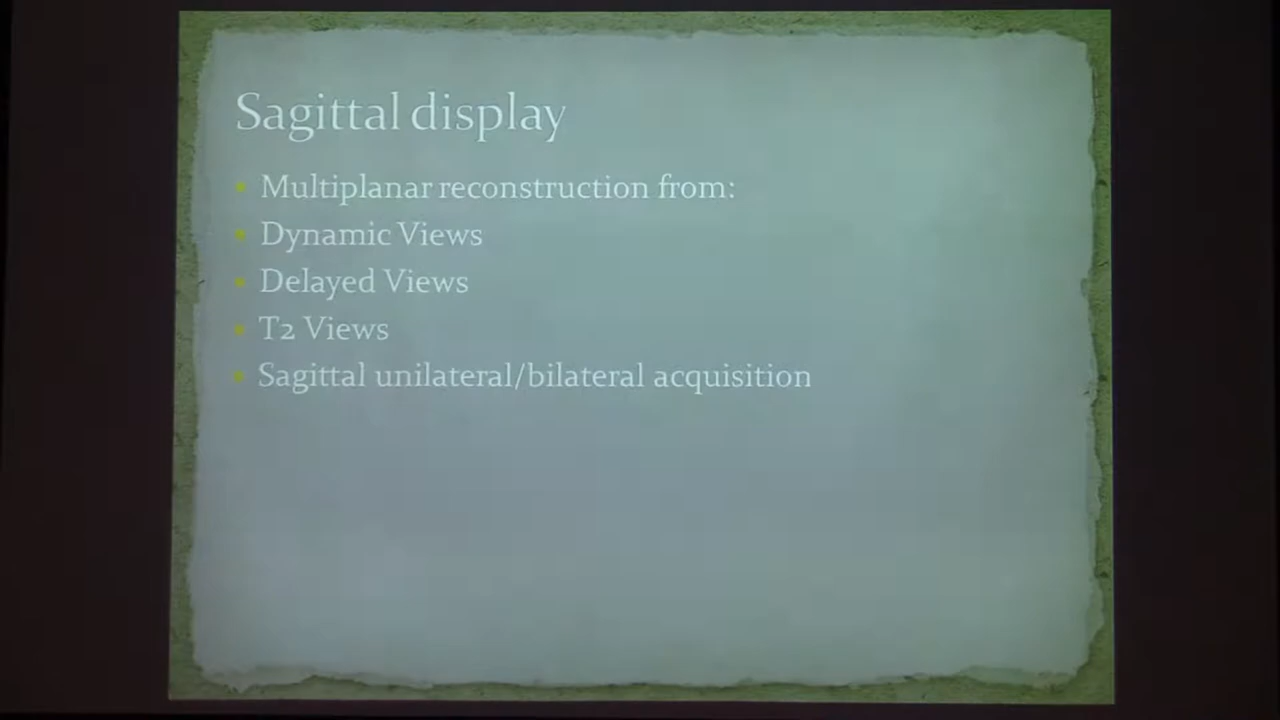 Sagittal display
Multiplanar reconstruction from:
Dynamic Views
Delayed Views
T2 Views
Sagittal unilateral/bilateral acquisition